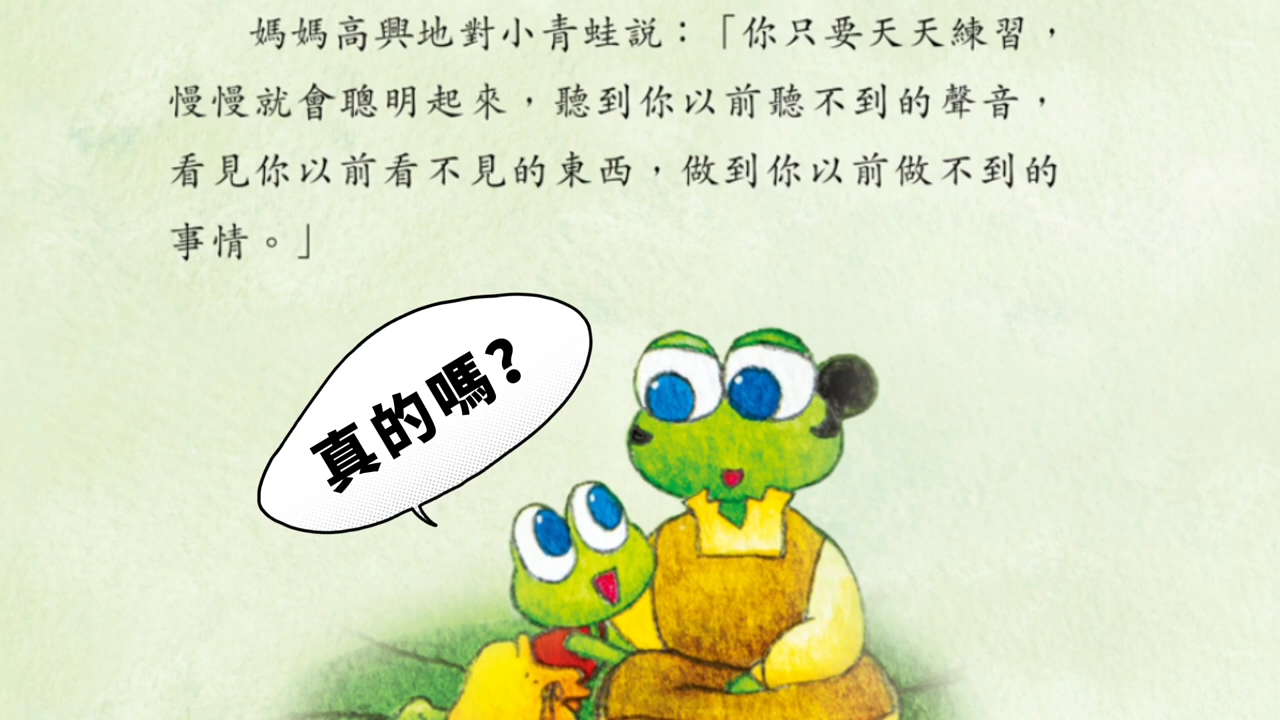 媽媽高興地對小青蛙説：「你只要天天練習，
慢慢就會聰明起來，聽到你以前聽不到的聲音，
看見你以前看不見的東西，做到你以前做不到的
事情。」
真的嗎？